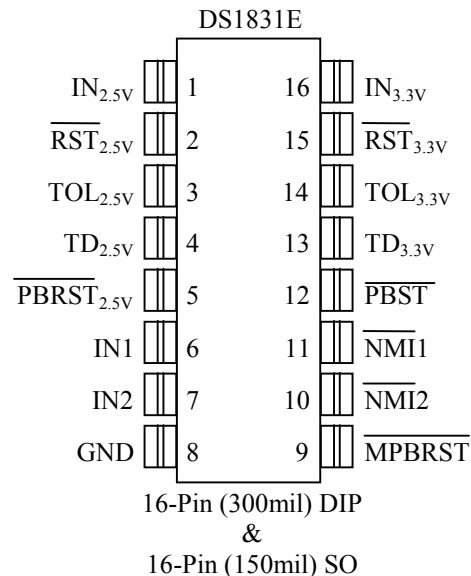 DS1831E
IN2.5V 1 16 IN3.3V
RST2.5V 2 15 RST3.3V
TOL2.5V 3 14 TOL3.3V
TD2.5V 4 13 TD3.3V
PBRST2.5V 5 12 PBST
IN1 6 11 NMI1
IN2 7 10 NMI2
GND 8 9 MPBRST
16-Pin (300mil) DIP
&
16-Pin (150mil) SO